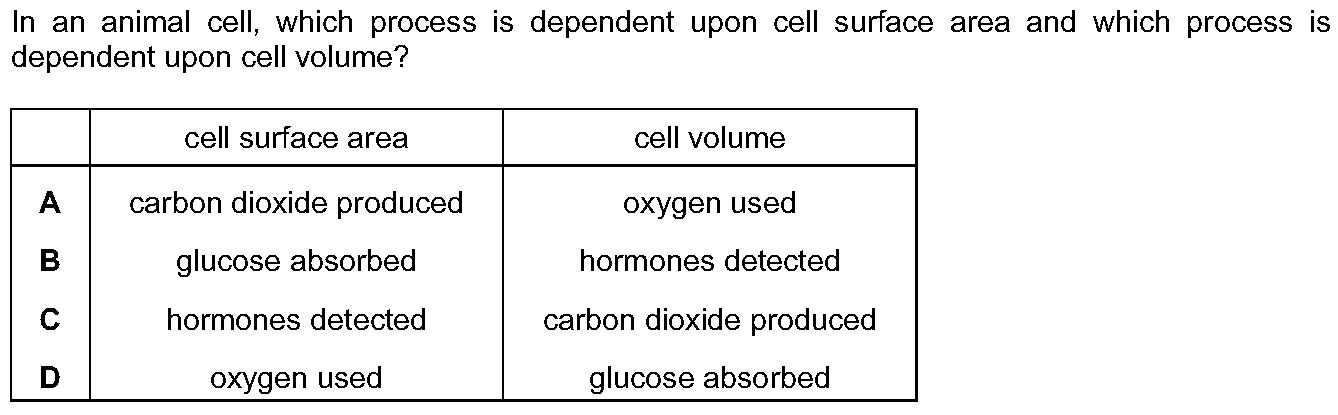 In an animal cell, which process is dependent upon cell surface area and which process is
dependent upon cell volume?
cell surface area cell volume
A carbon dioxide produced oxygen used
B glucose absorbed hormones detected
C hormones detected carbon dioxide produced
D oxygen used glucose absorbed